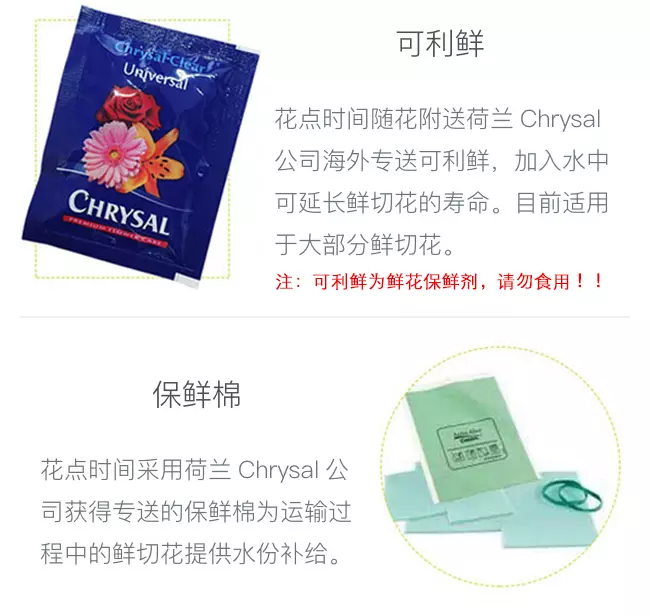 Chrysal Clear
Universal
CHRYSAL
PREMIUM FLOWER CARE
可利鲜
花点时间随花附送荷兰 Chrysal
公司海外专送可利鲜，加入水中
可延长鲜切花的寿命。目前适用
于大部分鲜切花。
注：可利鲜为鲜花保鲜剂，请勿食用！！
保鲜棉
花点时间采用荷兰 Chrysal 公
司获得专送的保鲜棉为运输过
程中的鲜切花提供水份补给。